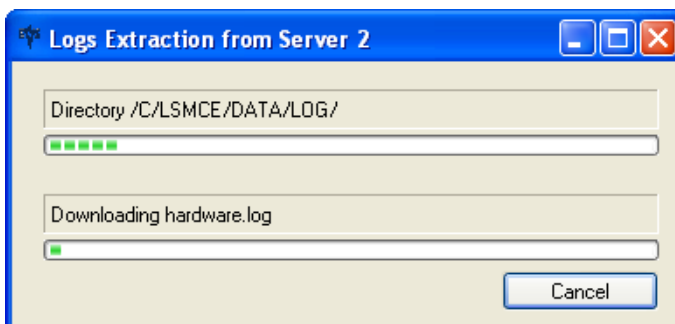 Logs Extraction from Server 2
Directory /C/LSMCE/DATA/LOG/
Downloading hardware.log
Cancel